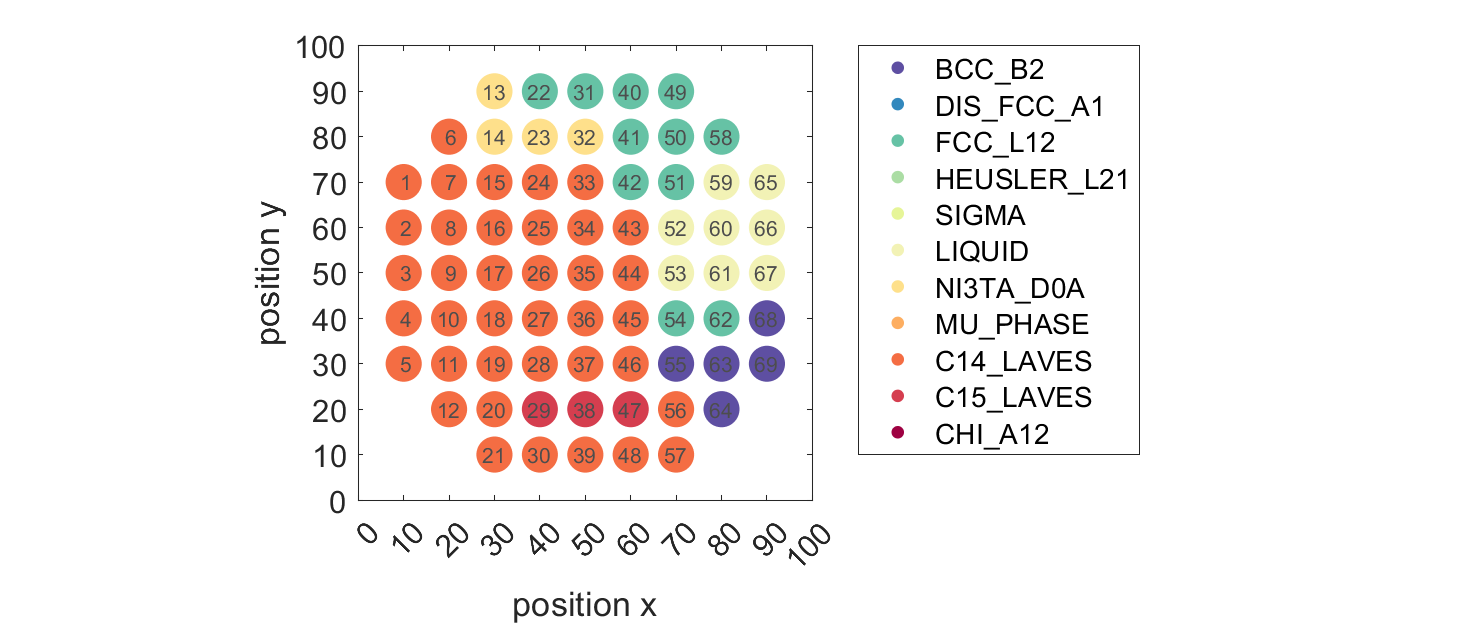 100
90
80
70
60
50
40
30
20
10
0
position y
13 22 31 40 49
6 14 23 32 41 50 58
1 7 15 24 33 42 51 59 65
2 8 16 25 34 43 52 60 66
3 9 17 26 35 44 53 61 67
4 10 18 27 36 45 54 62 68
5 11 19 28 37 46 55 63 69
12 20 29 38 47 56 64
21 30 39 48 57
0 10 20 30 40 50 60 70 80 90 100
position x
BCC_B2
DIS_FCC_A1
FCC_L12
HEUSLER_L21
SIGMA
LIQUID
NI3TA_D0A
MU_PHASE
C14_LAVES
C15_LAVES
CHI_A12